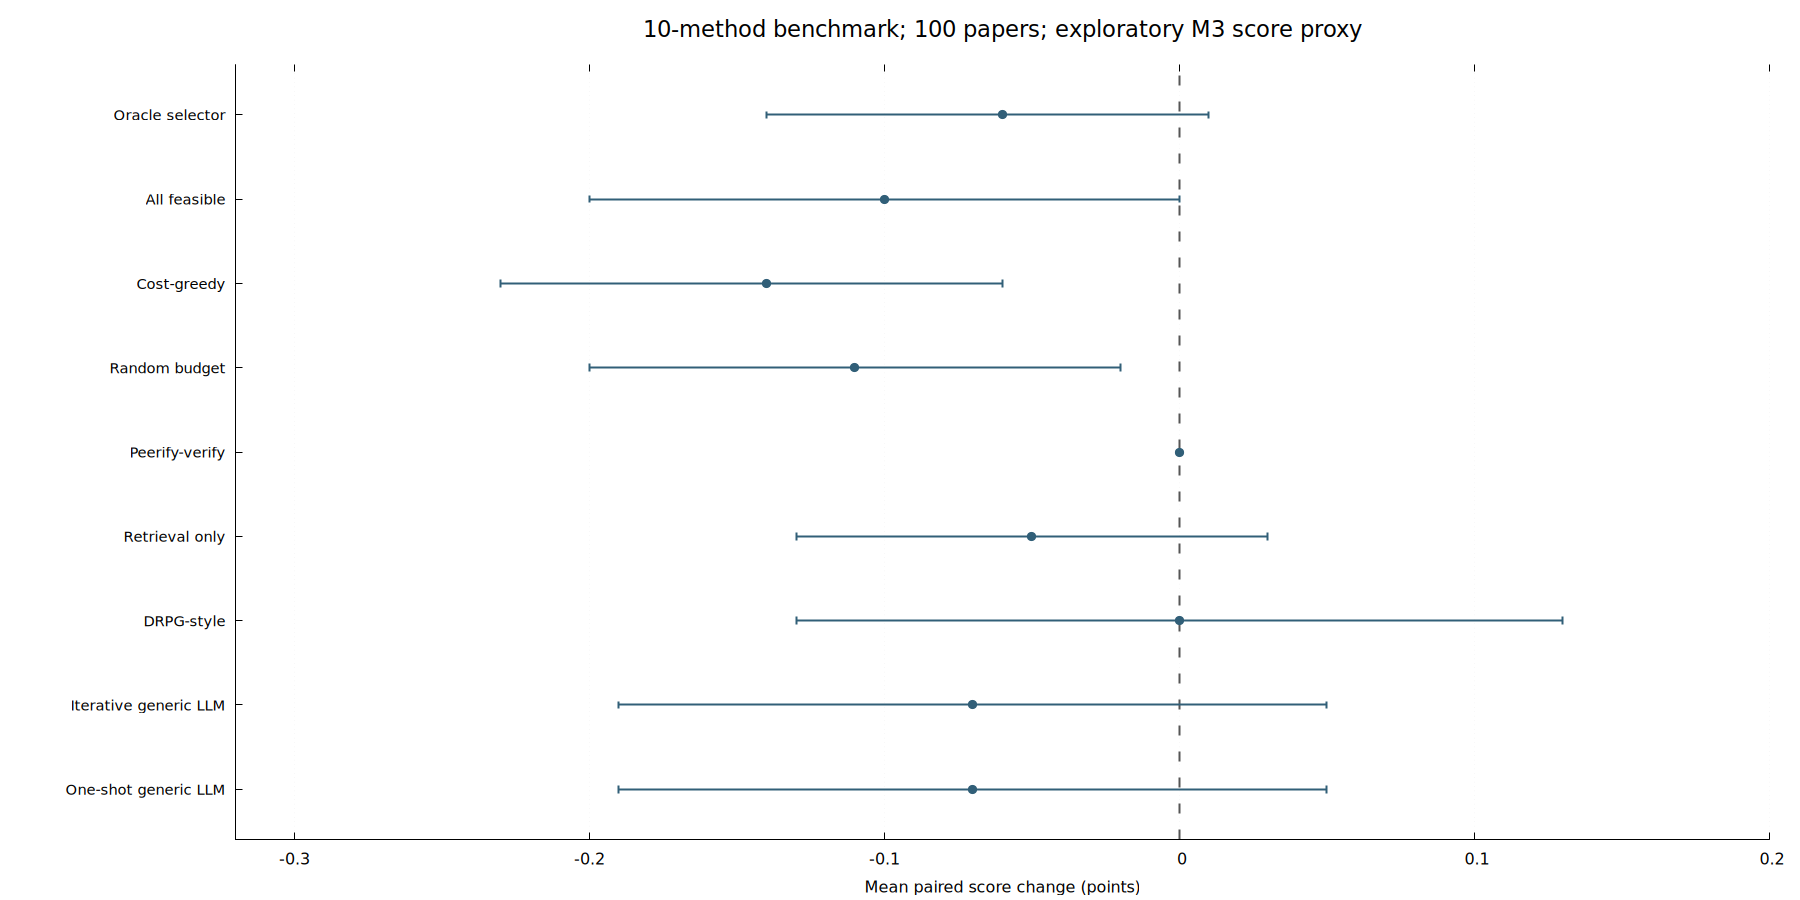 10-method benchmark; 100 papers; exploratory M3 score proxy
Oracle selector
All feasible
Cost-greedy
Random budget
Peerify-verify
Retrieval only
DRPG-style
Iterative generic LLM
One-shot generic LLM
-0.3 -0.2 -0.1 0 0.1 0.2
Mean paired score change (points)